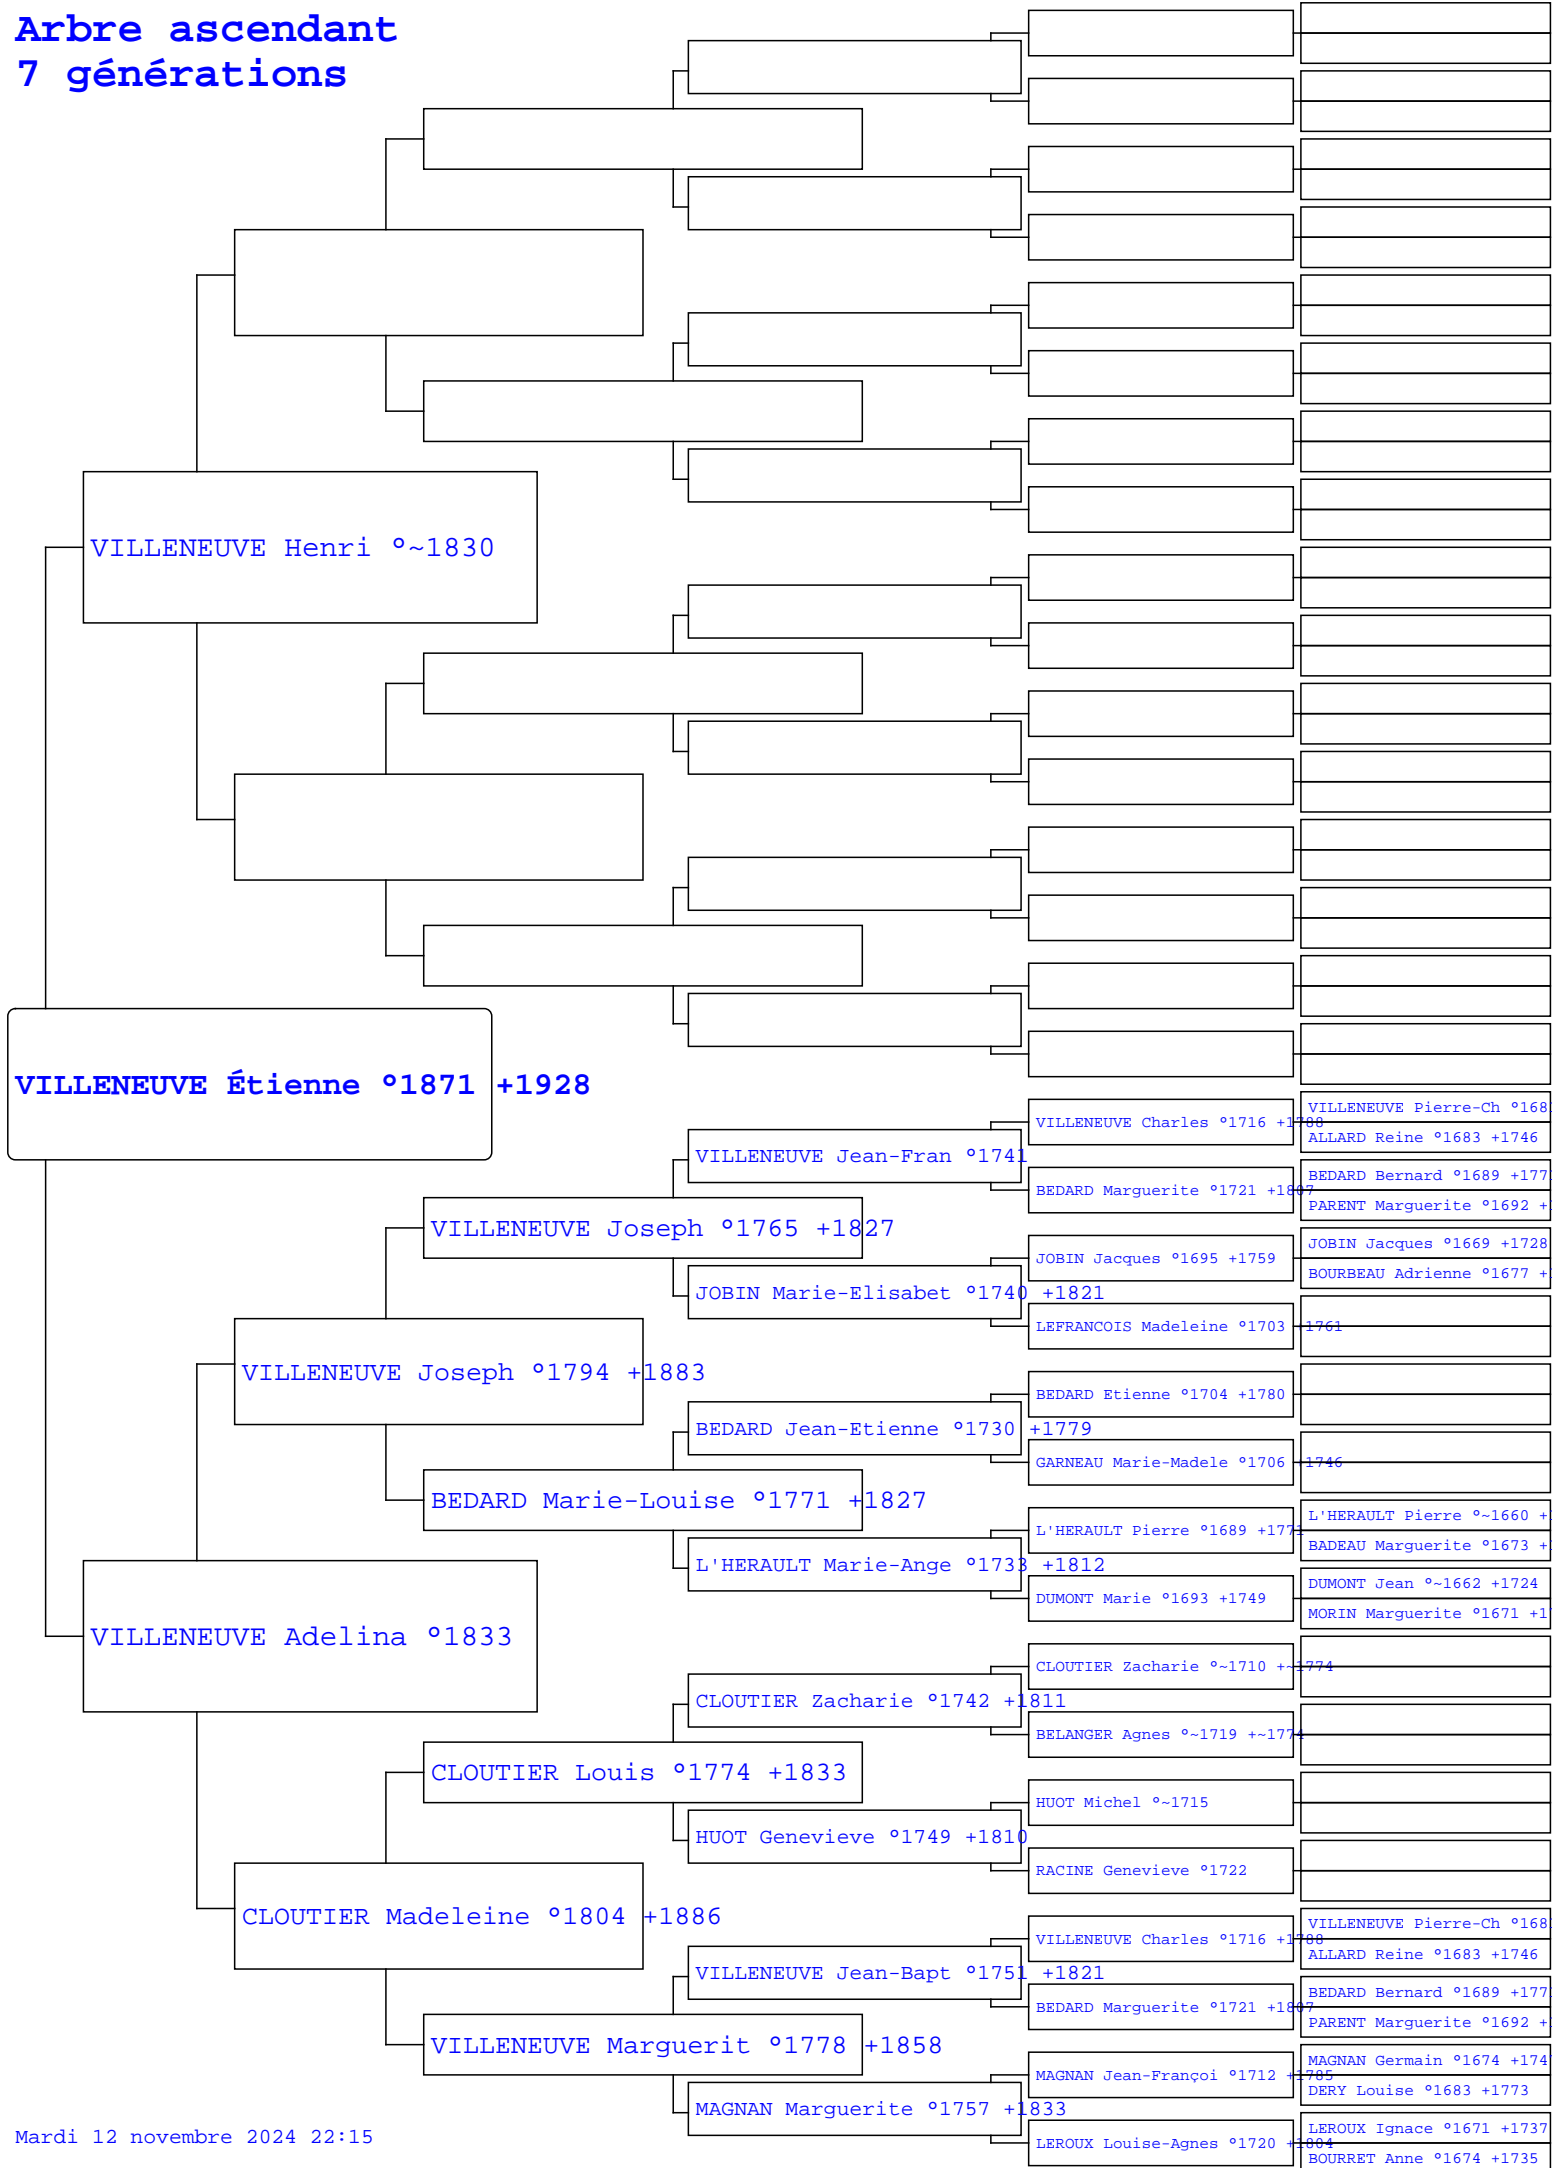 Arbre ascendant
7 générations
VILLENEUVE Henri °~1830
VILLENEUVE Étienne °1871 +1928
VILLENEUVE Adelina °1833
VILLENEUVE Joseph °1794 +1883
CLOUTIER Madeleine °1804 +1886
VILLENEUVE Joseph °1765 +1827
BEDARD Marie-Louise °1771 +1827
CLOUTIER Louis °1774 +1833
VILLENEUVE Marguerit °1778 +1858
VILLENEUVE Jean-Fran °1741
JOBIN Marie-Elisabet °1740 +1821
BEDARD Jean-Etienne °1730 +1779
L'HERAULT Marie-Ange °1733 +1812
CLOUTIER Zacharie °1742 +1811
HUOT Genevieve °1749 +1810
VILLENEUVE Jean-Bapt °1751 +1821
MAGNAN Marguerite °1757 +1833
VILLENEUVE Charles °1716 +1788
BEDARD Marguerite °1721 +1807
JOBIN Jacques °1695 +1759
LEFRANCOIS Madeleine °1703 +1761
BEDARD Etienne °1704 +1780
GARNEAU Marie-Madele °1706 +1746
L'HERAULT Pierre °1689 +1771
DUMONT Marie °1693 +1749
CLOUTIER Zacharie °~1710 +~1774
BELANGER Agnes °~1719 +~1774
HUOT Michel °~1715
RACINE Genevieve °1722
VILLENEUVE Charles °1716 +1788
BEDARD Marguerite °1721 +1807
MAGNAN Jean-Françoi °1712 +1785
LEROUX Louise-Agnes °1720 +1804
VILLENEUVE Pierre-Ch °168
ALLARD Reine °1683 +1746
BEDARD Bernard °1689 +177
PARENT Marguerite °1692 +
JOBIN Jacques °1669 +1728
BOURBEAU Adrienne °1677 +
L'HERAULT Pierre °~1660 +
BADEAU Marguerite °1673 +
DUMONT Jean °~1662 +1724
MORIN Marguerite °1671 +1
VILLENEUVE Pierre-Ch °168
ALLARD Reine °1683 +1746
BEDARD Bernard °1689 +177
PARENT Marguerite °1692 +
MAGNAN Germain °1674 +174
DERY Louise °1683 +1773
LEROUX Ignace °1671 +1737
BOURRET Anne °1674 +1735
Mardi 12 novembre 2024 22:15